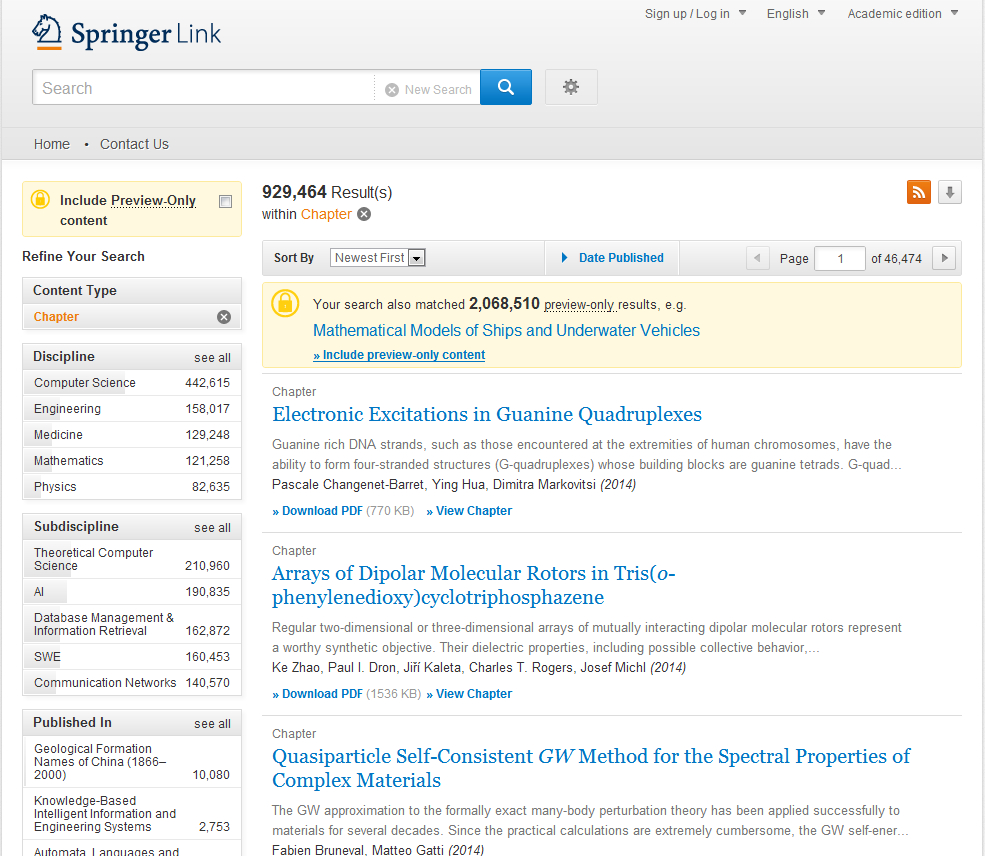 Springer Link
Sign up / Log in
English
Academic edition
Search
New Search
Home • Contact Us
Include Preview-Only
content
Refine Your Search
Content Type
Chapter
Discipline see all
Computer Science 442,615
Engineering 158,017
Medicine 129,248
Mathematics 121,258
Physics 82,635
Subdiscipline see all
Theoretical Computer
Science 210,960
AI 190,835
Database Management &
Information Retrieval 162,872
SWE 160,453
Communication Networks 140,570
Published In see all
Geological Formation
Names of China (1866–
2000) 10,080
Knowledge-Based
Intelligent Information and
Engineering Systems 2,753
Automata, Languages and
929,464 Result(s)
within Chapter
Sort By Newest First Date Published Page 1 of 46,474
Your search also matched 2,068,510 preview-only results, e.g.
Mathematical Models of Ships and Underwater Vehicles
» Include preview-only content
Chapter
Electronic Excitations in Guanine Quadruplexes
Guanine rich DNA strands, such as those encountered at the extremities of human chromosomes, have the
ability to form four-stranded structures (G-quadruplexes) whose building blocks are guanine tetrads. G-quad...
Pascale Changenet-Barret, Ying Hua, Dimitra Markovitsi (2014)
» Download PDF (770 KB) » View Chapter
Chapter
Arrays of Dipolar Molecular Rotors in Tris(o-
phenylenedioxy)cyclotriphosphazene
Regular two-dimensional or three-dimensional arrays of mutually interacting dipolar molecular rotors represent
a worthy synthetic objective. Their dielectric properties, including possible collective behavior,...
Ke Zhao, Paul I. Dron, Jiří Kaleta, Charles T. Rogers, Josef Michl (2014)
» Download PDF (1536 KB) » View Chapter
Chapter
Quasiparticle Self-Consistent GW Method for the Spectral Properties of
Complex Materials
The GW approximation to the formally exact many-body perturbation theory has been applied successfully to
materials for several decades. Since the practical calculations are extremely cumbersome, the GW self-ener...
Fabien Bruneval, Matteo Gatti (2014)